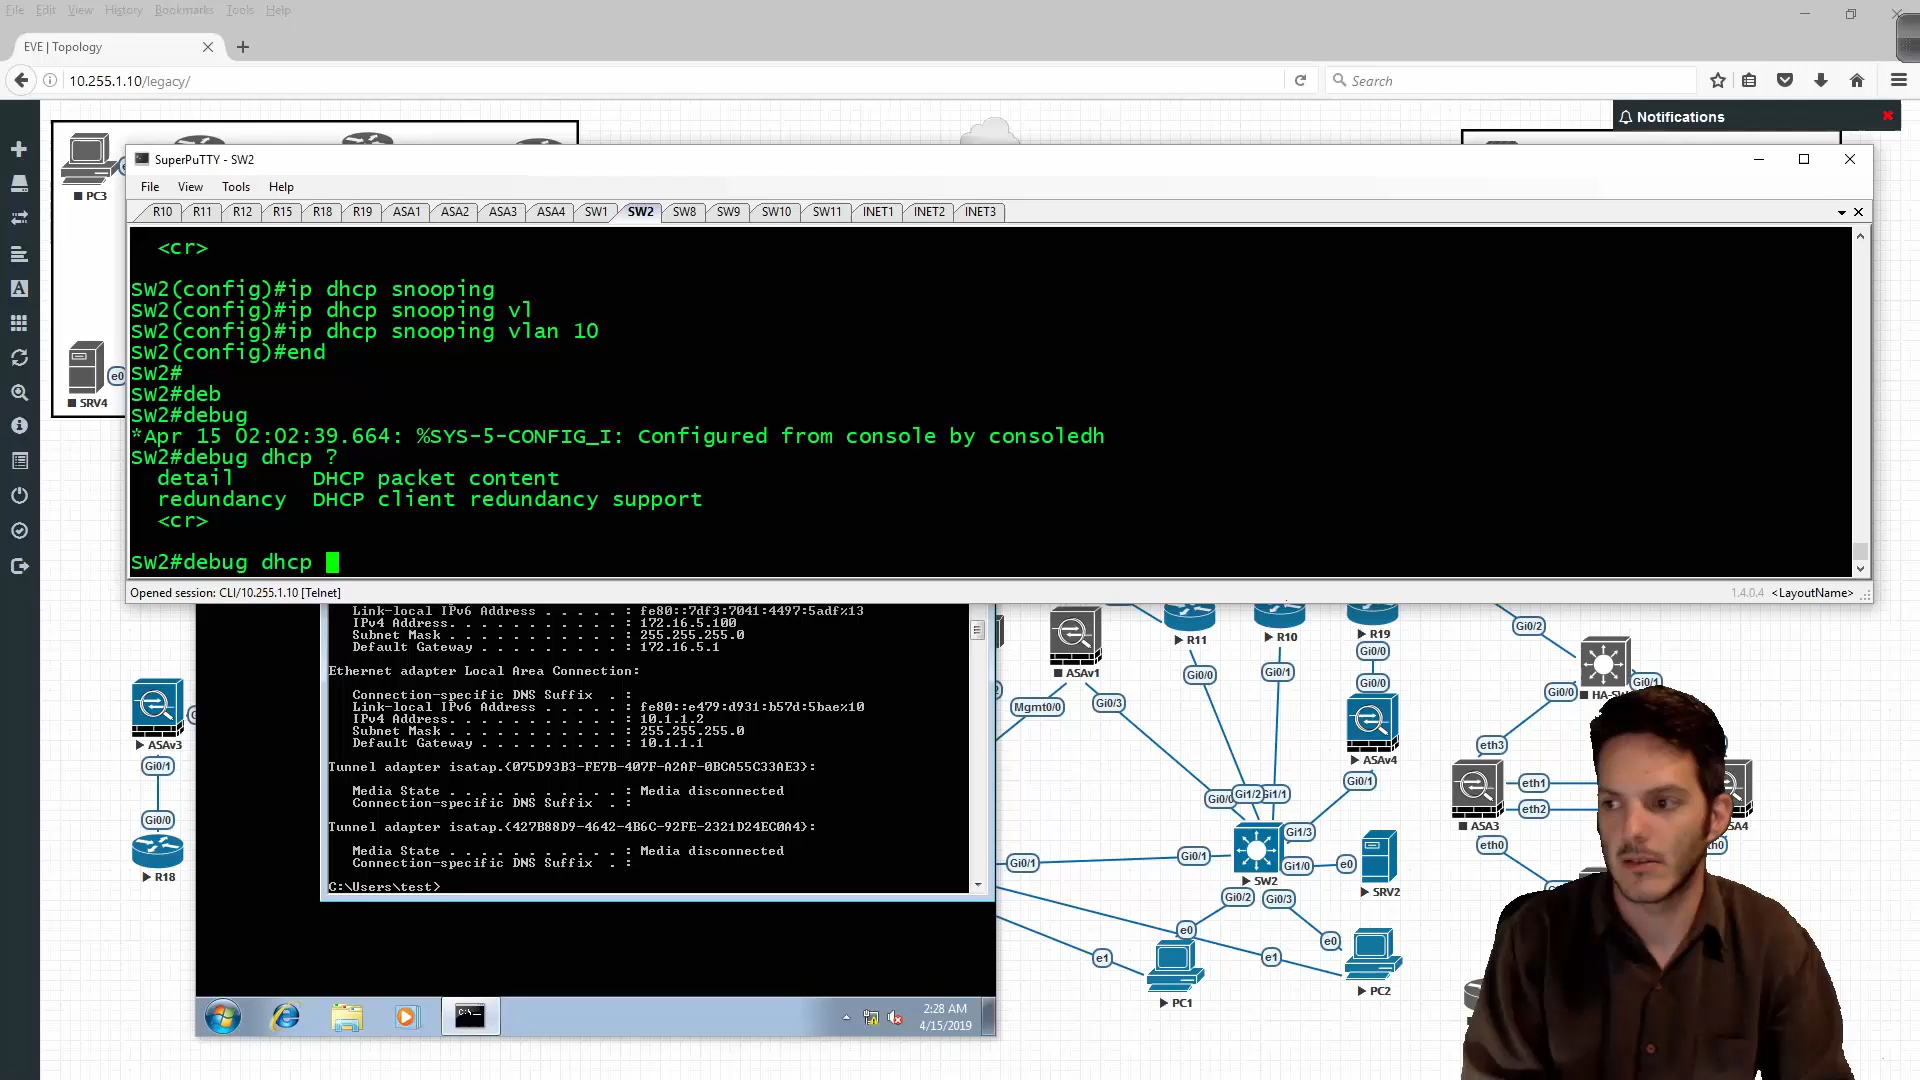 File Edit View History Bookmarks Tools Help
EVE | Topology
10.255.1.10/legacy/
Search
Notifications
PC3
SuperPuTTY - SW2
File View Tools Help
R10 R11 R12 R15 R18 R19 ASA1 ASA2 ASA3 ASA4 SW1 SW2 SW8 SW9 SW10 SW11 INET1 INET2 INET3
<cr>
SW2(config)#ip dhcp snooping
SW2(config)#ip dhcp snooping vl
SW2(config)#ip dhcp snooping vlan 10
SW2(config)#end
SW2#
SW2#deb
SW2#debug
*Apr 15 02:02:39.664: %SYS-5-CONFIG_I: Configured from console by consoledh
SW2#debug dhcp ?
detail DHCP packet content
redundancy DHCP client redundancy support
<cr>
SW2#debug dhcp
Opened session: CLI/10.255.1.10 [Telnet]
1.4.0.4 <LayoutName>
e0
SRV4
Link-local IPv6 Address . . . . . : fe80::7df3:7041:4497:5adf%13
IPv4 Address. . . . . . . . . . . : 172.16.5.100
Subnet Mask . . . . . . . . . . . : 255.255.255.0
Default Gateway . . . . . . . . . : 172.16.5.1
Ethernet adapter Local Area Connection:
Connection-specific DNS Suffix . :
Link-local IPv6 Address . . . . . : fe80::e479:d931:b57d:5bae%10
IPv4 Address. . . . . . . . . . . : 10.1.1.2
Subnet Mask . . . . . . . . . . . : 255.255.255.0
Default Gateway . . . . . . . . . : 10.1.1.1
Tunnel adapter isatap.{075D93B3-FE7B-407F-A2AF-0BCA55C33AE3}:
Media State . . . . . . . . . . . : Media disconnected
Connection-specific DNS Suffix . :
Tunnel adapter isatap.{427B88D9-4642-4B6C-92FE-2321D24EC0A4}:
Media State . . . . . . . . . . . : Media disconnected
Connection-specific DNS Suffix . :
C:\Users\test>
2:28 AM
4/15/2019
ASAv3
Gi0/1
Gi0/0
R18
R11
R10
R19
ASAv1
Gi0/0
Gi0/1
Gi0/0
Gi0/0
Mgmt0/0
Gi0/3
ASAv4
Gi0/1
Gi1/2
Gi1/1
Gi1/3
Gi0/1
Gi0/1
Gi1/0
e0
SW2
SRV2
Gi0/2
Gi0/3
e0
e0
e1
e1
PC1
PC2
Gi0/2
Gi0/0
Gi0/1
eth3
eth1
eth2
ASA3
eth0